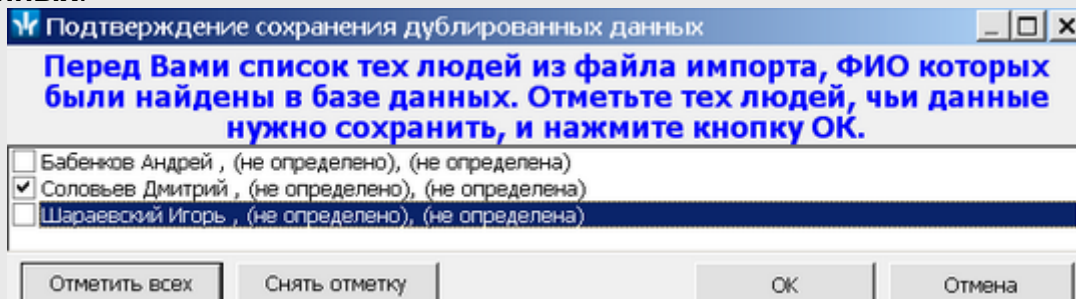 Подтверждение сохранения дублированных данных
Перед Вами список тех людей из файла импорта, ФИО которых
были найдены в базе данных. Отметьте тех людей, чьи данные
нужно сохранить, и нажмите кнопку ОК.
Бабенков Андрей , (не определено), (не определена)
Соловьев Дмитрий , (не определено), (не определена)
Шараевский Игорь , (не определено), (не определена)
Отметить всех Снять отметку ОК Отмена